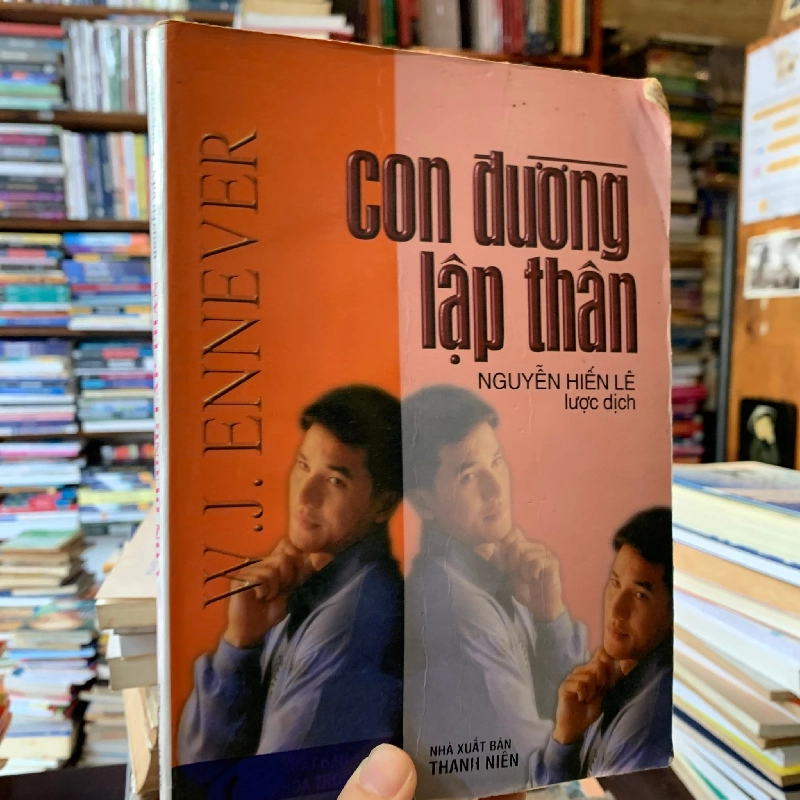 W.J. ENNEVER
con đường
lập thân
NGUYỄN HIẾN LÊ
lược dịch
NHÀ XUẤT BẢN
THANH NIÊN